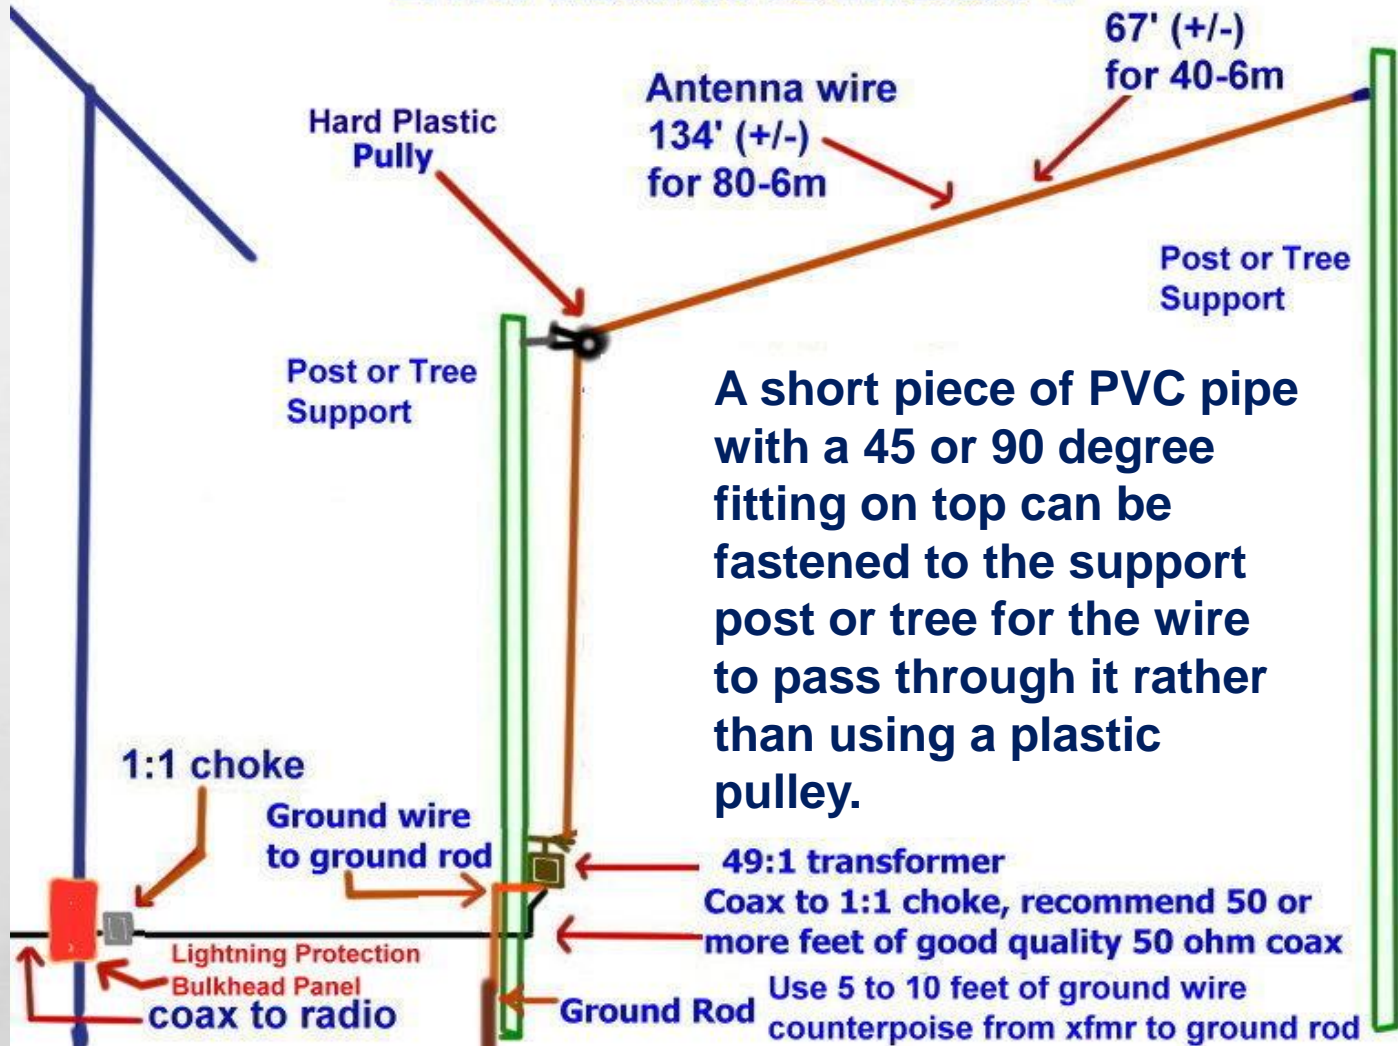 67' (+/-)
for 40-6m
Antenna wire
134' (+/-)
for 80-6m
Hard Plastic
Pully
Post or Tree
Support
Post or Tree
Support
A short piece of PVC pipe
with a 45 or 90 degree
fitting on top can be
fastened to the support
post or tree for the wire
to pass through it rather
than using a plastic
pulley.
1:1 choke
Ground wire
to ground rod
49:1 transformer
Coax to 1:1 choke, recommend 50 or
more feet of good quality 50 ohm coax
Lightning Protection
Bulkhead Panel
coax to radio
Ground Rod
Use 5 to 10 feet of ground wire
counterpoise from xfmr to ground rod